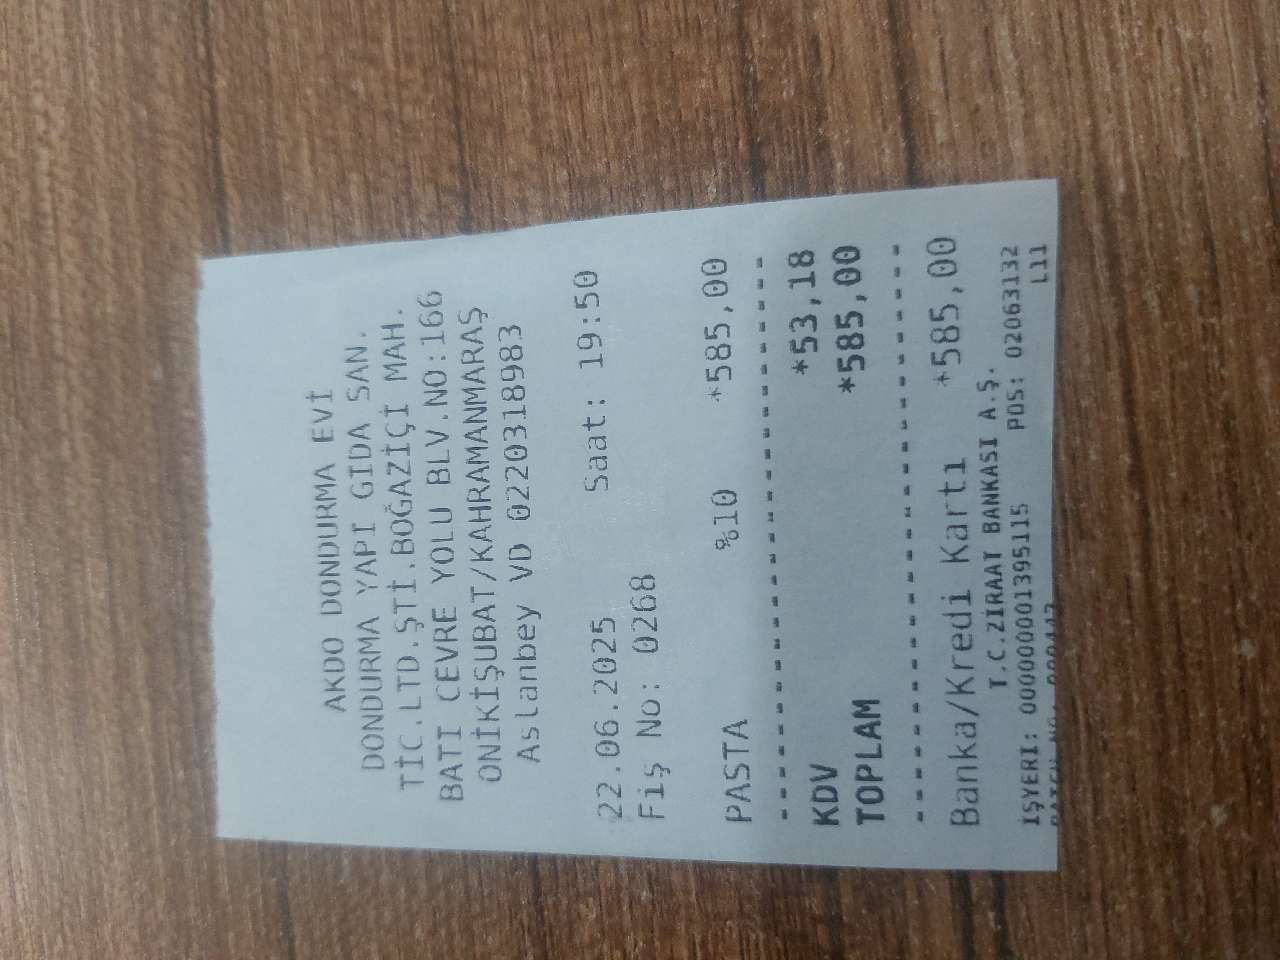 AKDO DONDURMA EVİ
DONDURMA YAPI GIDA SAN.
TİC.LTD.ŞTİ.BOĞAZİÇİ MAH.
BATI CEVRE YOLU BLV.NO:166
ONİKİŞUBAT/KAHRAMANMARAŞ
Aslanbey VD 0220318983
22.06.2025 Saat: 19:50
Fiş No: 0268
PASTA %10 *585,00
KDV *53,18
TOPLAM *585,00
Banka/Kredi Kartı *585,00
T.C.ZİRAAT BANKASI A.Ş.
İŞYERİ: 000000001395115 POS: 02063132
L11